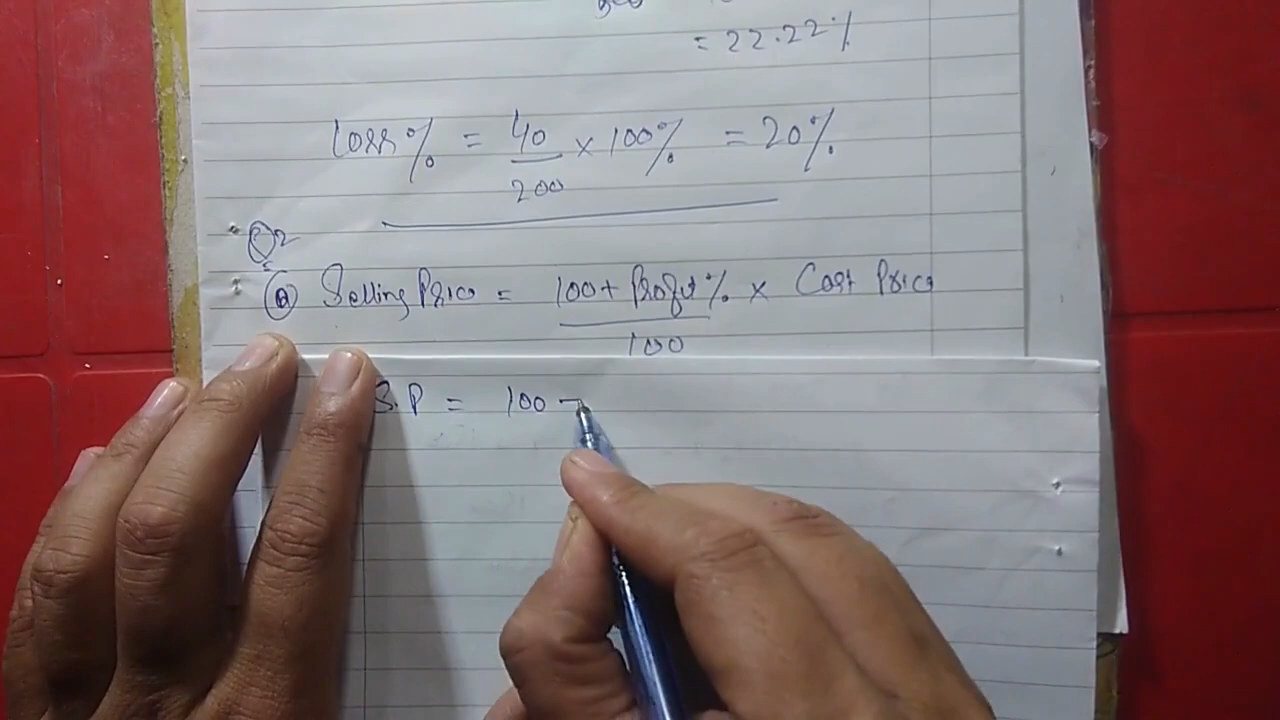 = 22.22%
Loss% = 40/200 × 100% = 20%
Q2
(a) Selling Price = 100 + Profit% / 100 × Cost Price
S.P = 100 -